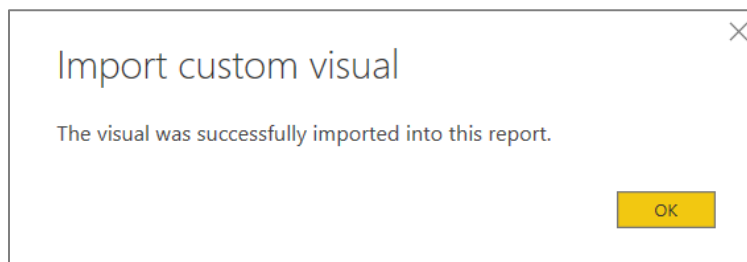 Import custom visual
The visual was successfully imported into this report.
OK